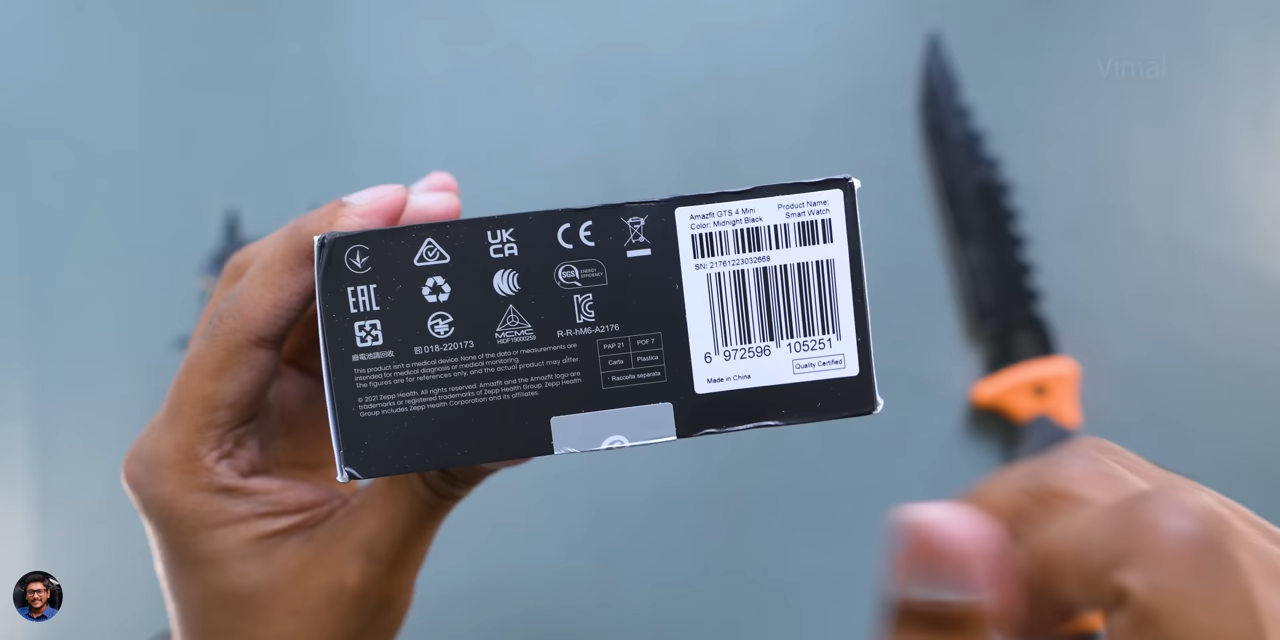 Vimal
UK
CA
CE
EAC
SGS ENERGY EFFICIENCY
廢電池請回收
018-220173
MCMC
HIDF19000259
R-R-hM6-A2176
This product isn't a medical device. None of the data or measurements are
intended for medical diagnosis or medical monitoring.
The figures are for references only, and the actual product may differ.
© 2021 Zepp Health. All rights reserved. Amazfit and the Amazfit logo are
trademarks or registered trademarks of Zepp Health Group. Zepp Health
Group includes Zepp Health Corporation and its affiliates.
PAP 21 POF 7
Carta Plastica
Raccolta separata
Amazfit GTS 4 Mini
Color: Midnight Black
Product Name:
Smart Watch
SN: 21761223032668
6 972596 105251
Made in China
Quality Certified